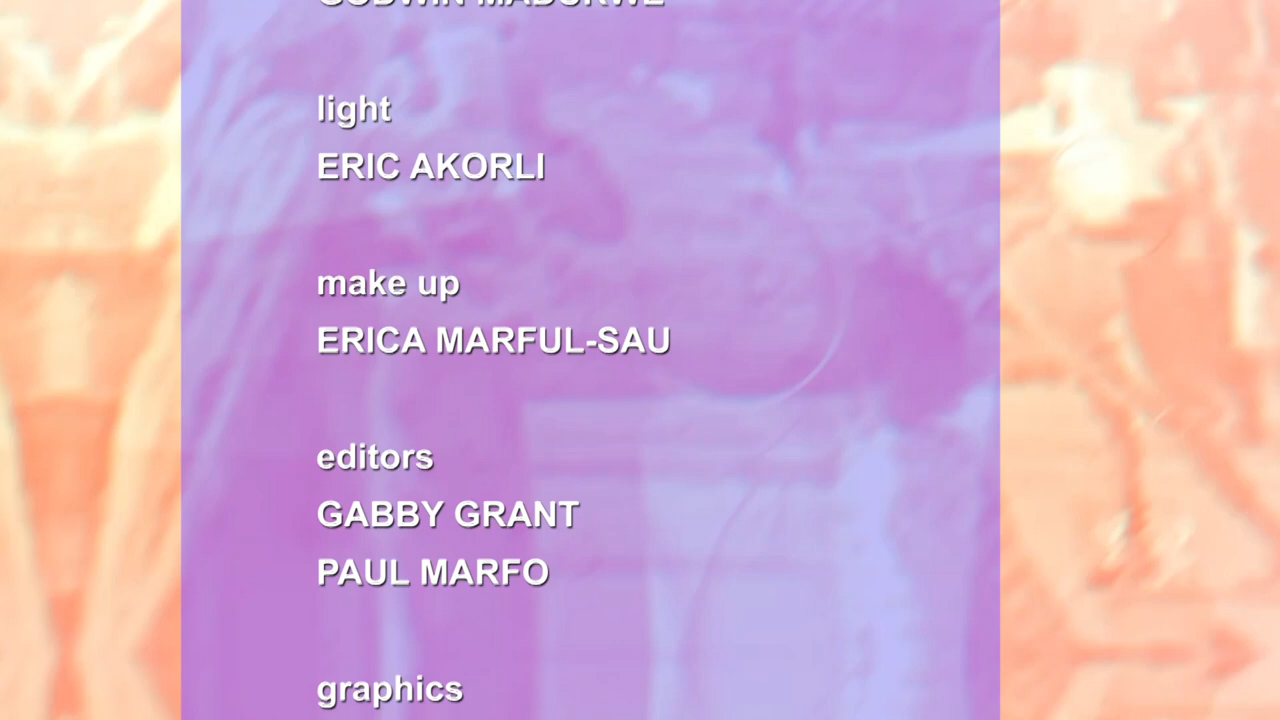 light
ERIC AKORLI
make up
ERICA MARFUL-SAU
editors
GABBY GRANT
PAUL MARFO
graphics